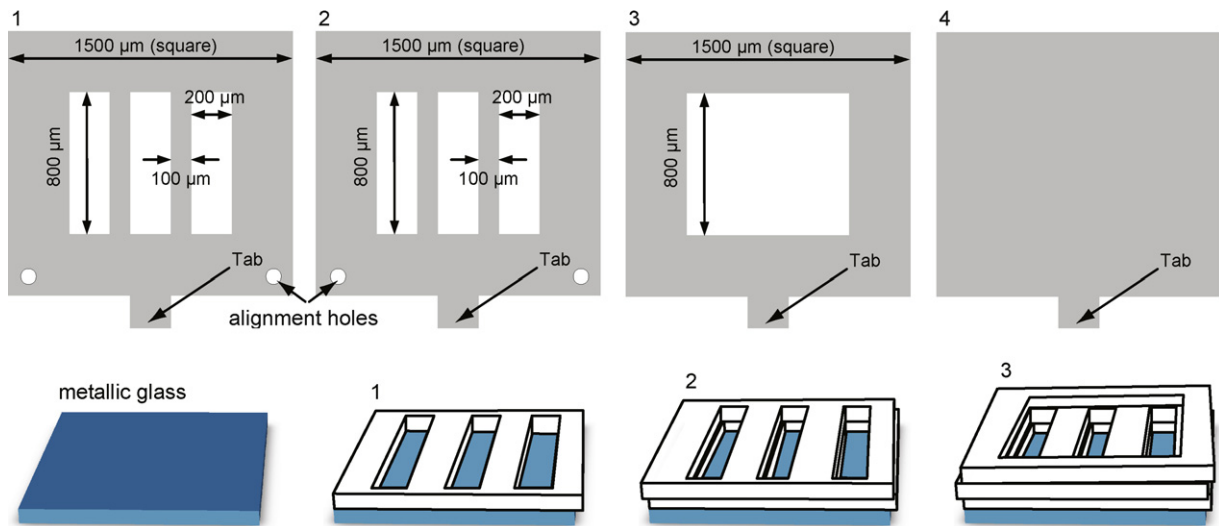 1
2
3
4
1500 µm (square)
1500 µm (square)
1500 µm (square)
200 µm
200 µm
800 µm
800 µm
800 µm
100 µm
100 µm
Tab
Tab
Tab
Tab
alignment holes
metallic glass
1
2
3